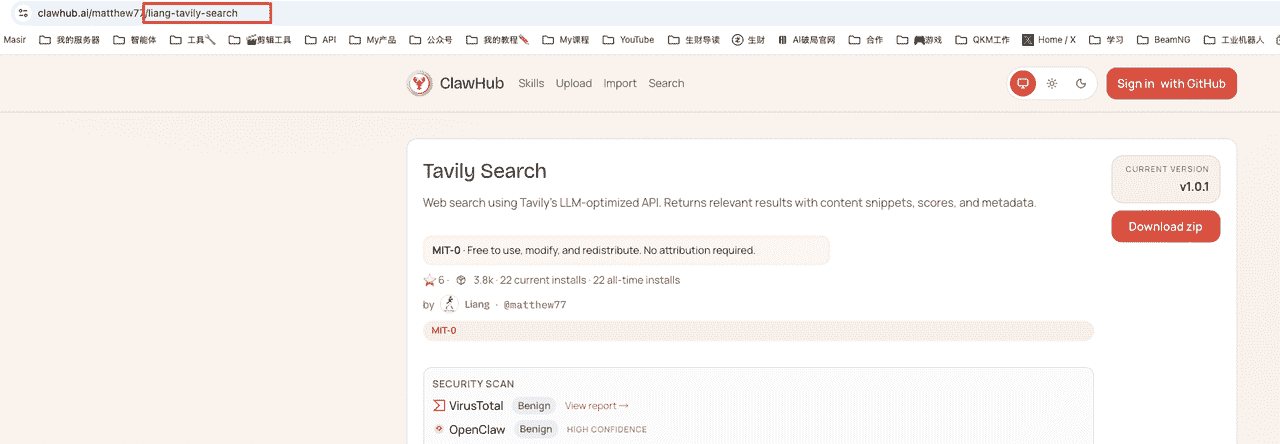 clawhub.ai/matthew77/liang-tavily-search
Masir 我的服务器 智能体 工具🔧 🎬剪辑工具 API My产品 公众号 我的教程✏️ My课程 YouTube 生财导读 生财 AI破局官网 合作 🎮游戏 QKM工作 Home / X 学习 BeamNG 工业机器人
ClawHub Skills Upload Import Search Sign in with GitHub
Tavily Search
CURRENT VERSION
v1.0.1
Web search using Tavily's LLM-optimized API. Returns relevant results with content snippets, scores, and metadata.
Download zip
MIT-0 · Free to use, modify, and redistribute. No attribution required.
6 · 3.8k · 22 current installs · 22 all-time installs
by Liang · @matthew77
MIT-0
SECURITY SCAN
VirusTotal Benign View report →
OpenClaw Benign HIGH CONFIDENCE